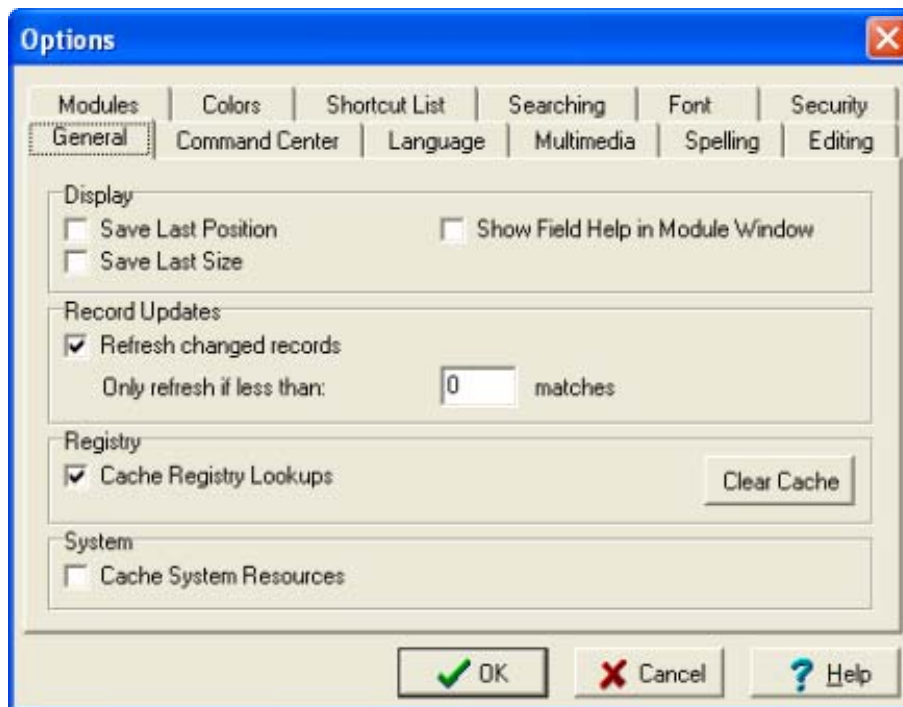 Options
Modules Colors Shortcut List Searching Font Security
General Command Center Language Multimedia Spelling Editing
Display
Save Last Position Show Field Help in Module Window
Save Last Size
Record Updates
Refresh changed records
Only refresh if less than: 0 matches
Registry
Cache Registry Lookups Clear Cache
System
Cache System Resources
OK Cancel Help